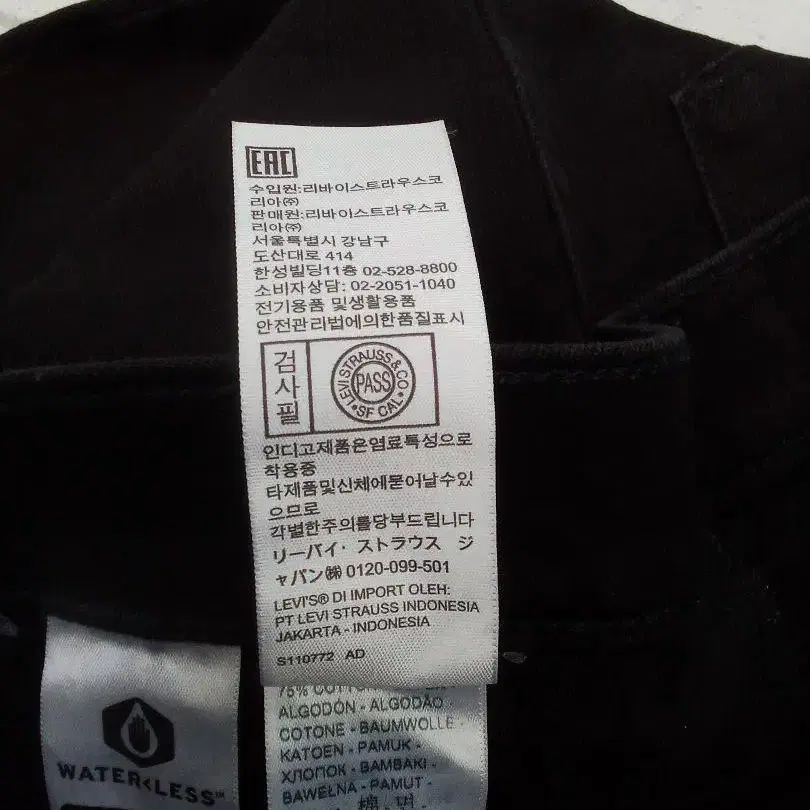 EAC
수입원:리바이스트라우스코
리아㈜
판매원:리바이스트라우스코
리아㈜
서울특별시 강남구
도산대로 414
한성빌딩11층 02-528-8800
소비자상담: 02-2051-1040
전기용품 및생활용품
안전관리법에의한품질표시
검사필
LEVI STRAUSS & CO
PASS
SF CAL
인디고제품은염료특성으로
착용중
타제품및신체에묻어날수있
으므로
각별한주의를당부드립니다
リーバイ・ストラウス ジ
ャパン㈱ 0120-099-501
LEVI'S® DI IMPORT OLEH:
PT LEVI STRAUSS INDONESIA
JAKARTA - INDONESIA
S110772 AD
WATER<LESS™
75% COTTON
ALGODÓN - ALGODÃO
COTONE - BAUMWOLLE -
KATOEN - PAMUK -
ХЛОПОК - BAMBAKI -
BAWEŁNA - PAMUT -